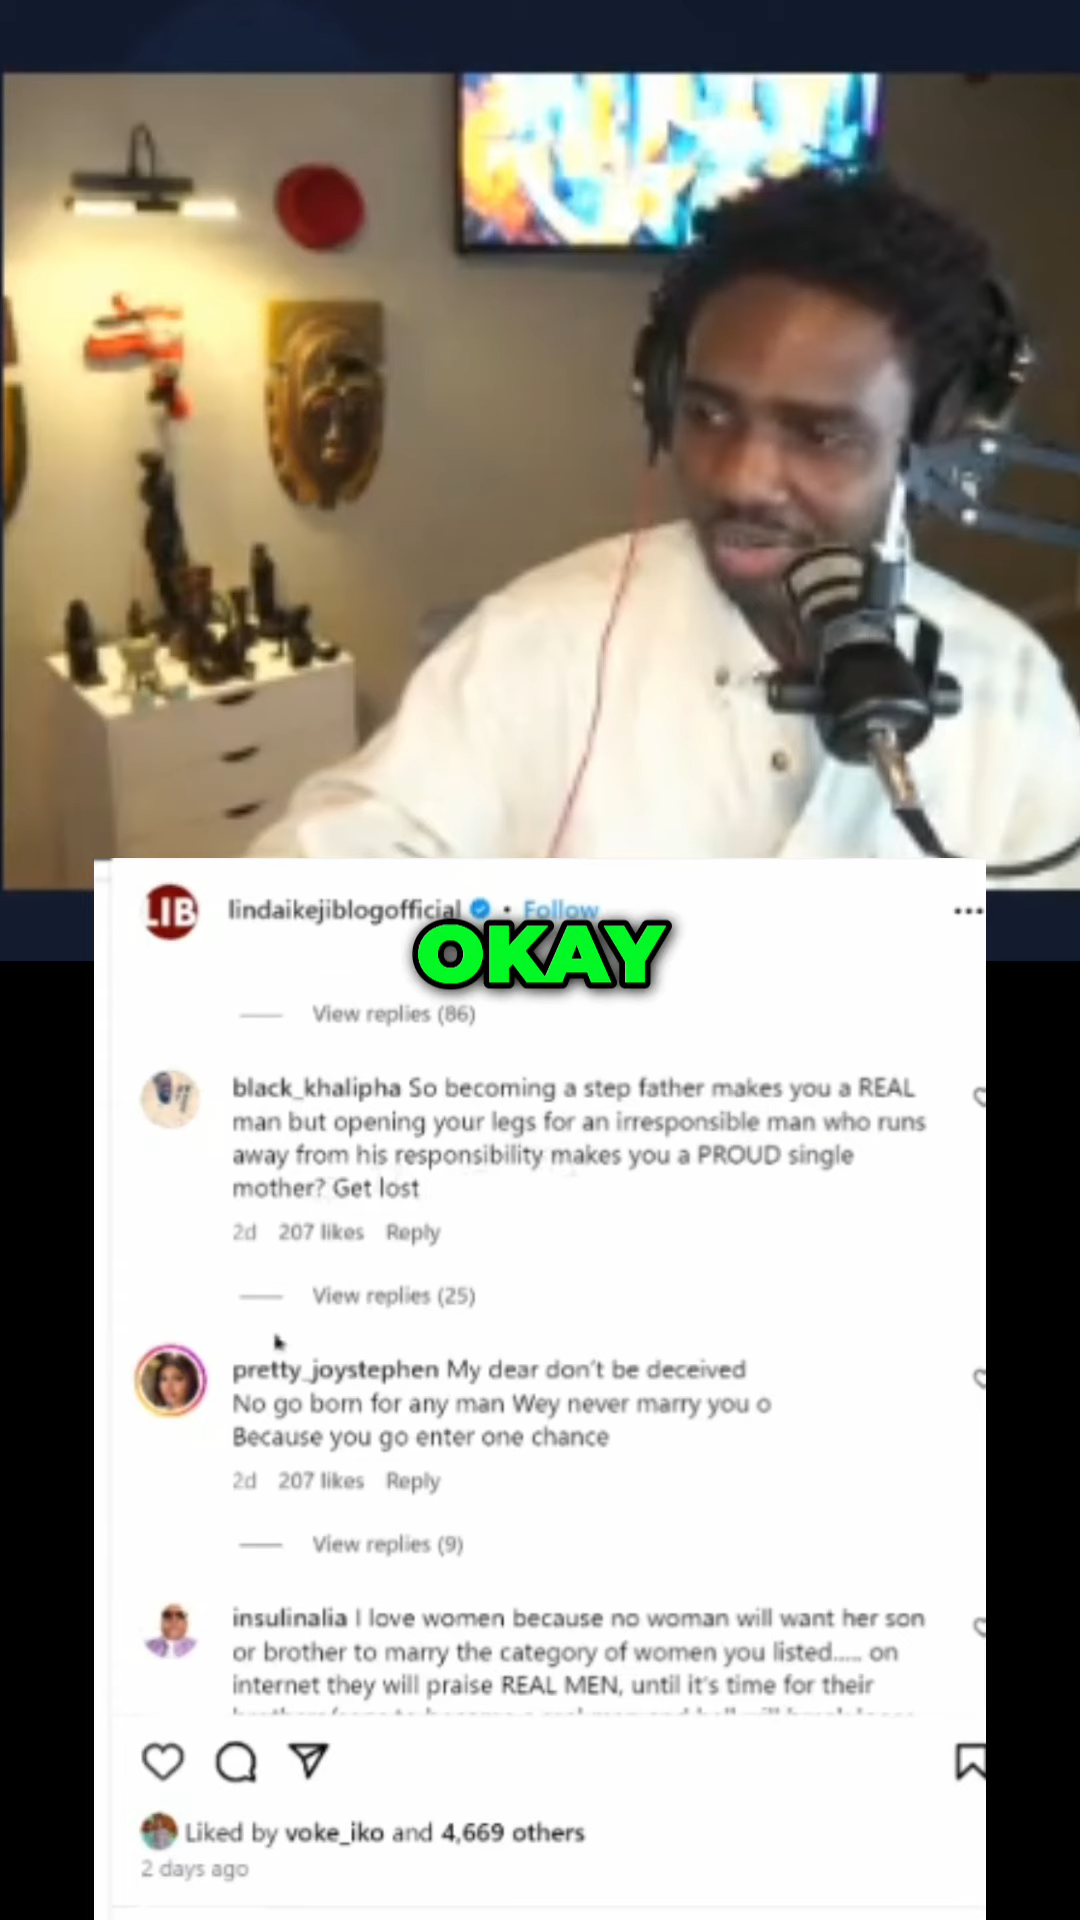 LIB
lindaikejiblogofficial • Follow
OKAY
View replies (86)
black_khalipha So becoming a step father makes you a REAL
man but opening your legs for an irresponsible man who runs
away from his responsibility makes you a PROUD single
mother? Get lost
2d 207 likes Reply
View replies (25)
pretty_joystephen My dear don't be deceived
No go born for any man Wey never marry you o
Because you go enter one chance
2d 207 likes Reply
View replies (9)
insulinalia I love women because no woman will want her son
or brother to marry the category of women you listed..... on
internet they will praise REAL MEN, until it's time for their
Liked by voke_iko and 4,669 others
2 days ago